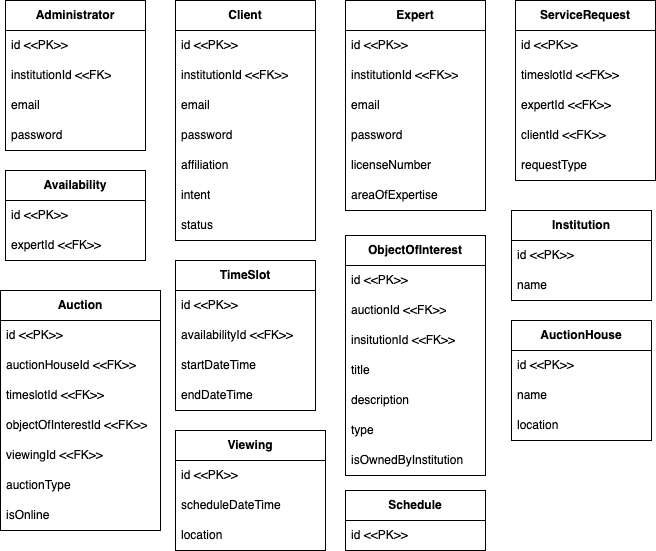 Administrator
id <<PK>>
institutionId <<FK>
email
password
Client
id <<PK>>
institutionId <<FK>>
email
password
affiliation
intent
status
Expert
id <<PK>>
institutionId <<FK>>
email
password
licenseNumber
areaOfExpertise
ServiceRequest
id <<PK>>
timeslotId <<FK>>
expertId <<FK>>
clientId <<FK>>
requestType
Availability
id <<PK>>
expertId <<FK>>
Institution
id <<PK>>
name
ObjectOfInterest
id <<PK>>
auctionId <<FK>>
insitutionId <<FK>>
title
description
type
isOwnedByInstitution
TimeSlot
id <<PK>>
availabilityId <<FK>>
startDateTime
endDateTime
Auction
id <<PK>>
auctionHouseId <<FK>>
timeslotId <<FK>>
objectOfInterestId <<FK>>
viewingId <<FK>>
auctionType
isOnline
AuctionHouse
id <<PK>>
name
location
Viewing
id <<PK>>
scheduleDateTime
location
Schedule
id <<PK>>